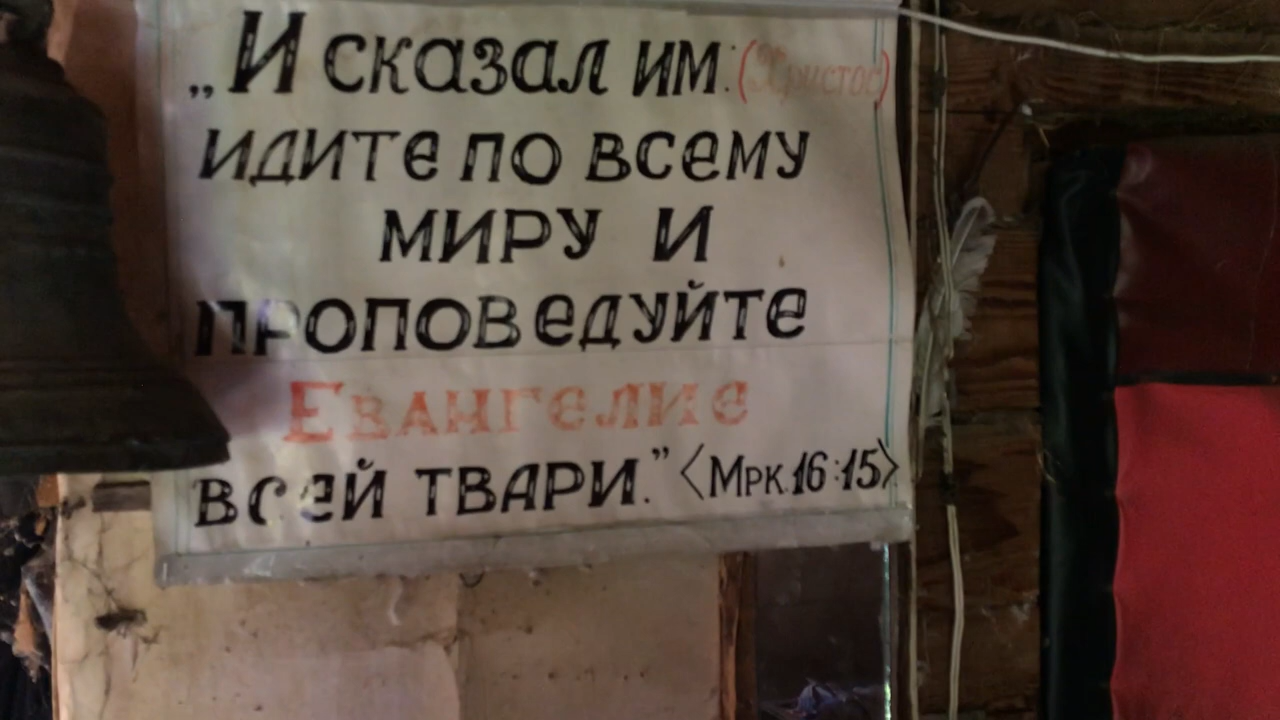 „И сказал им: (Христос)
идите по всему
миру и
проповедуйте
Евангелие
всей твари.” <Мрк. 16:15>